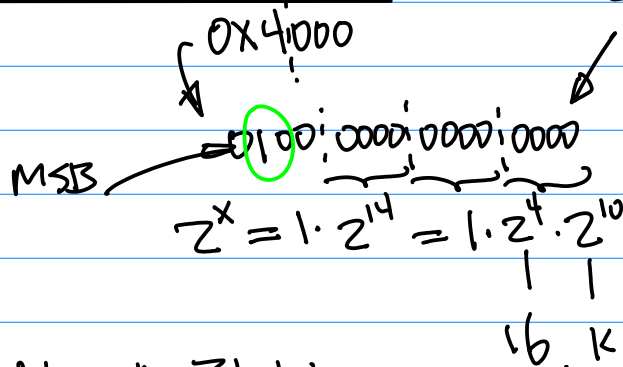 0X4000
0100 0000 0000 0000
MSB
2^x = 1 · 2^14 = 1 · 2^4 · 2^10
16 K